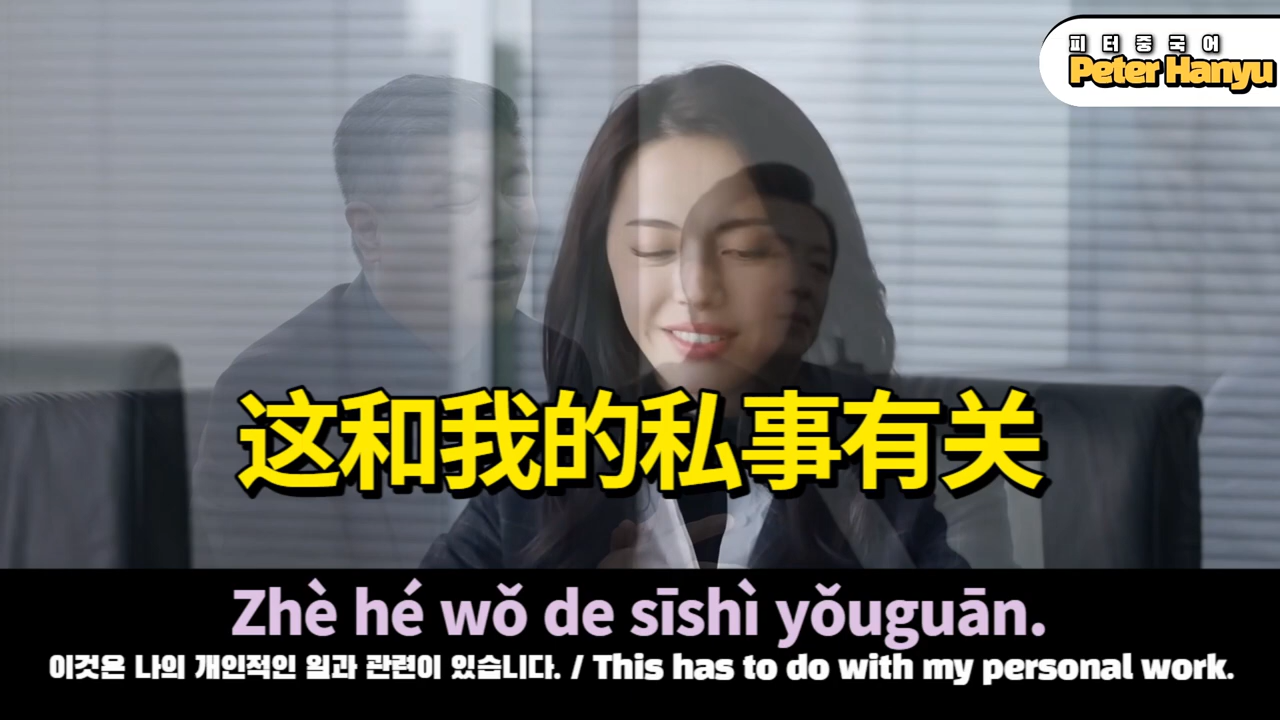 피터중국어
Peter Hanyu
这和我的私事有关
Zhè hé wǒ de sīshì yǒuguān.
이것은 나의 개인적인 일과 관련이 있습니다. / This has to do with my personal work.